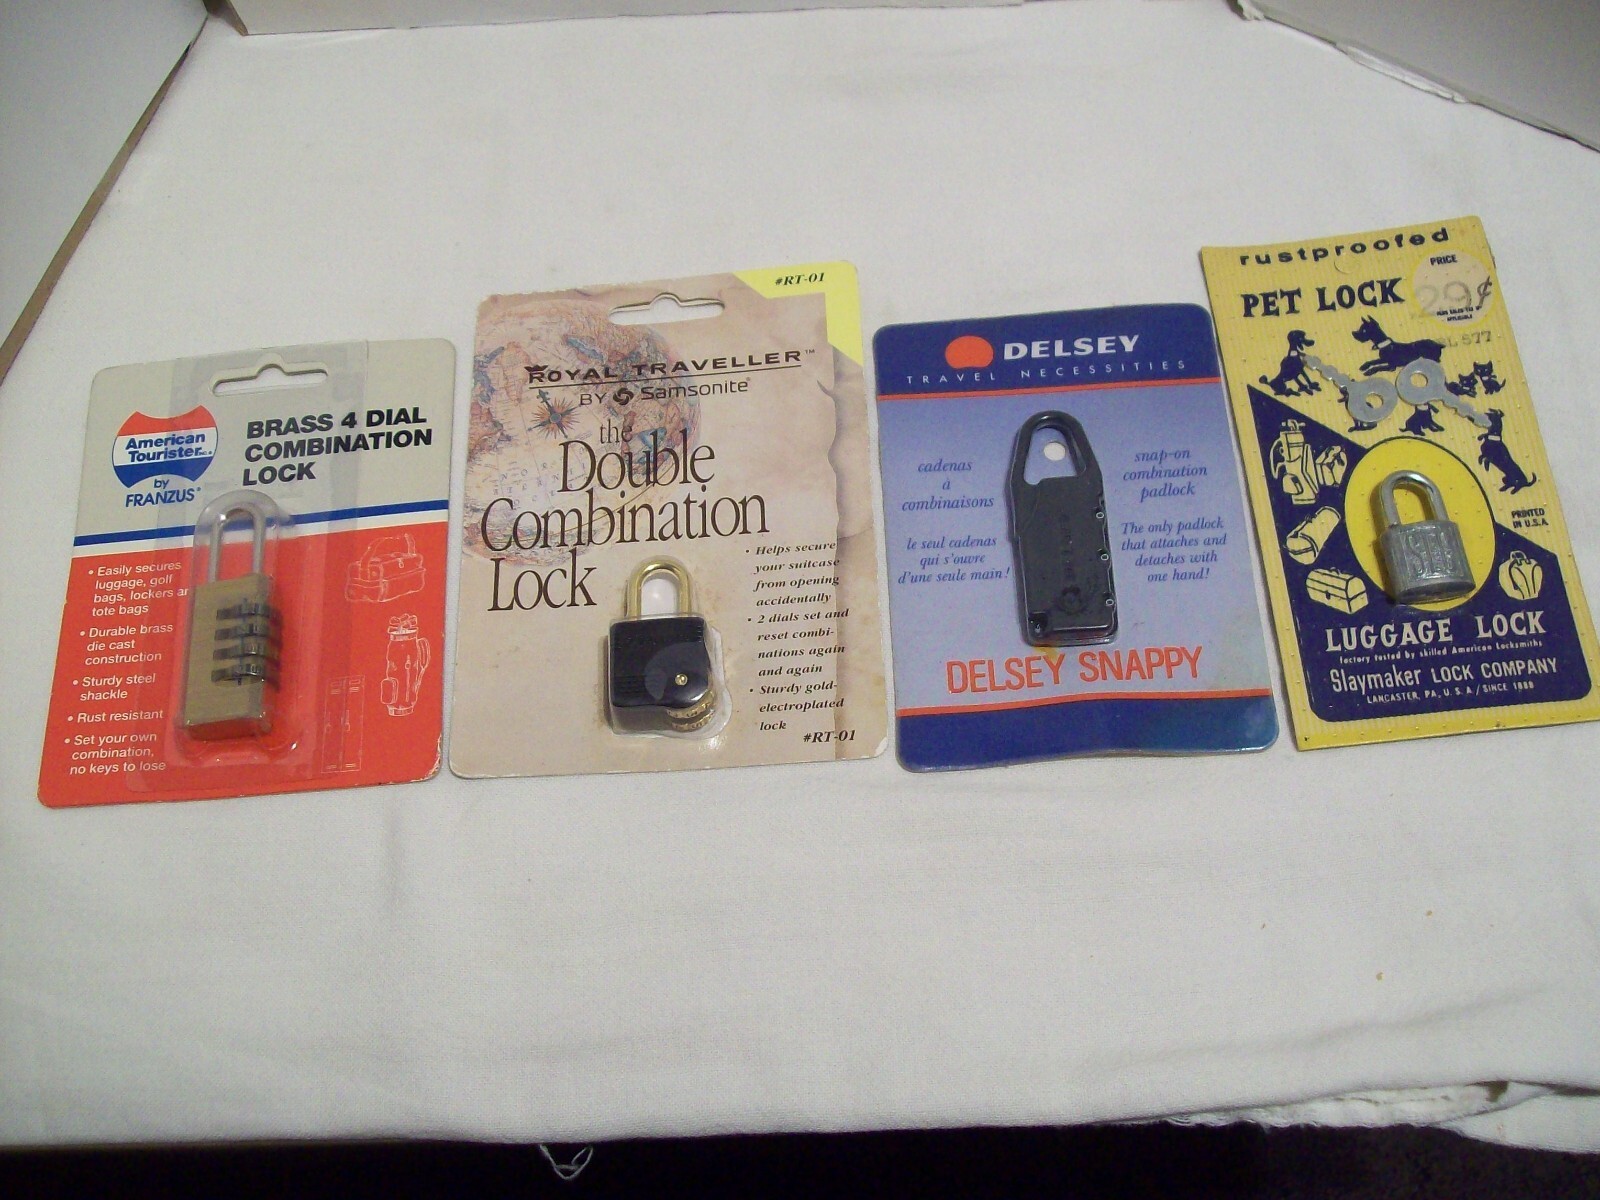 American
Tourister
by
FRANZUS
BRASS 4 DIAL
COMBINATION
LOCK
• Easily secures
luggage, golf
bags, lockers or
tote bags
• Durable brass
die cast
construction
• Sturdy steel
shackle
• Rust resistant
• Set your own
combination,
no keys to lose
#RT-01
ROYAL TRAVELLER™
BY Samsonite
the
Double
Combination
Lock
• Helps secure
your suitcase
from opening
accidentally
• 2 dials set and
reset combi-
nations again
and again
• Sturdy gold-
electroplated
lock
#RT-01
DELSEY
TRAVEL NECESSITIES
cadenas
à
combinaisons
le seul cadenas
qui s'ouvre
d'une seule main!
snap-on
combination
padlock
The only padlock
that attaches and
detaches with
one hand!
DELSEY SNAPPY
rustproofed
PET LOCK
PRICE
29¢
PRINTED
IN U.S.A.
LUGGAGE LOCK
factory tested by skilled American Locksmiths
Slaymaker LOCK COMPANY
LANCASTER, PA., U.S.A / SINCE 1888